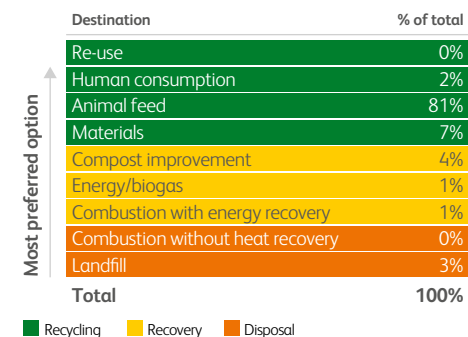 Destination % of total
Re-use 0%
Human consumption 2%
Animal feed 81%
Materials 7%
Compost improvement 4%
Energy/biogas 1%
Combustion with energy recovery 1%
Combustion without heat recovery 0%
Landfill 3%
Total 100%
Most preferred option
Recycling Recovery Disposal